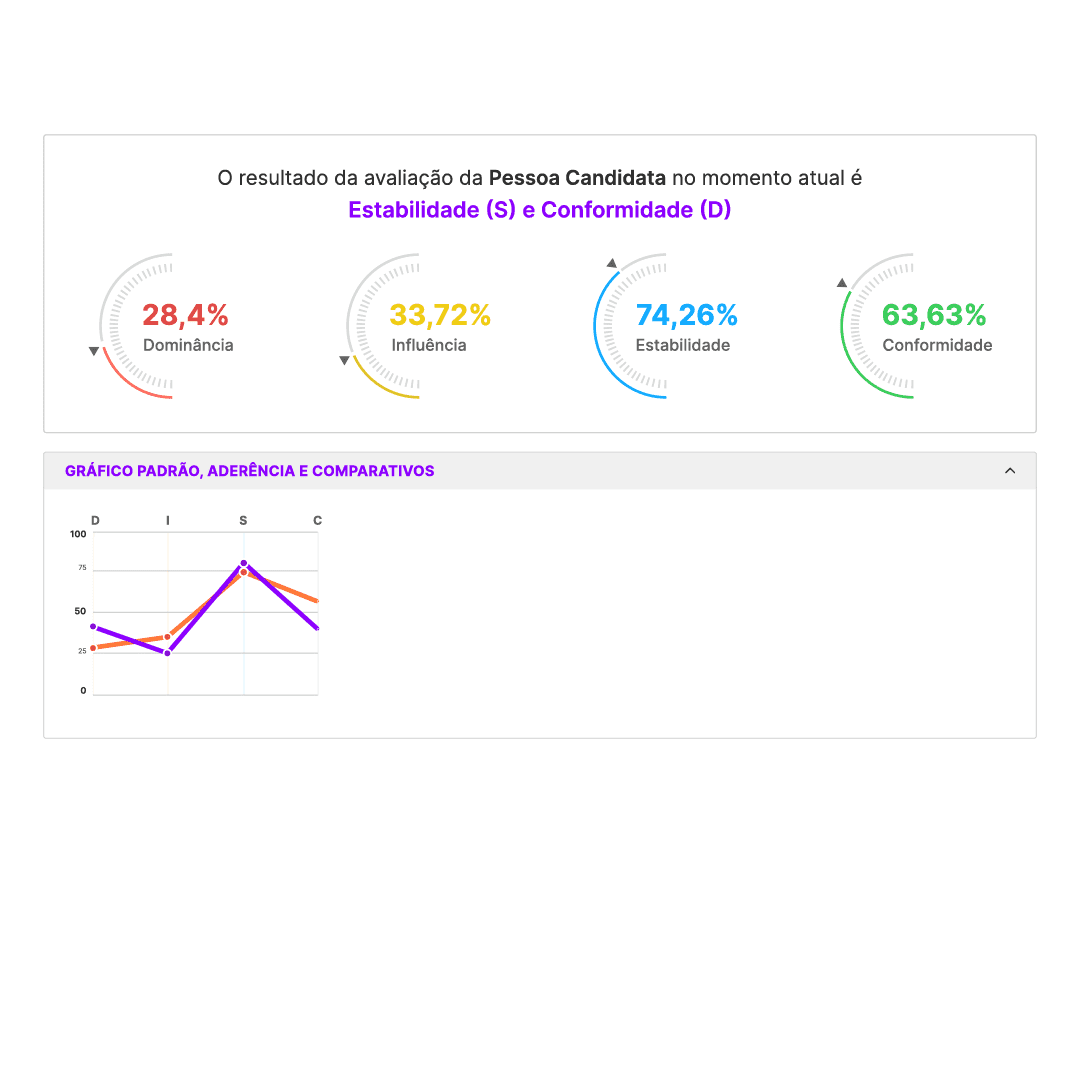 O resultado da avaliação da Pessoa Candidata no momento atual é
Estabilidade (S) e Conformidade (D)
28,4%
Dominância
33,72%
Influência
74,26%
Estabilidade
63,63%
Conformidade
GRÁFICO PADRÃO, ADERÊNCIA E COMPARATIVOS
D I S C
100
75
50
25
0